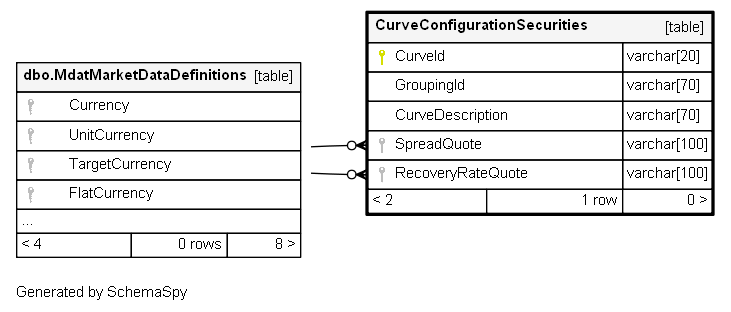 CurveConfigurationSecurities [table]
CurveId varchar[20]
GroupingId varchar[70]
CurveDescription varchar[70]
SpreadQuote varchar[100]
RecoveryRateQuote varchar[100]
< 2 1 row 0 >
dbo.MdatMarketDataDefinitions [table]
Currency
UnitCurrency
TargetCurrency
FlatCurrency
...
< 4 0 rows 8 >
Generated by SchemaSpy